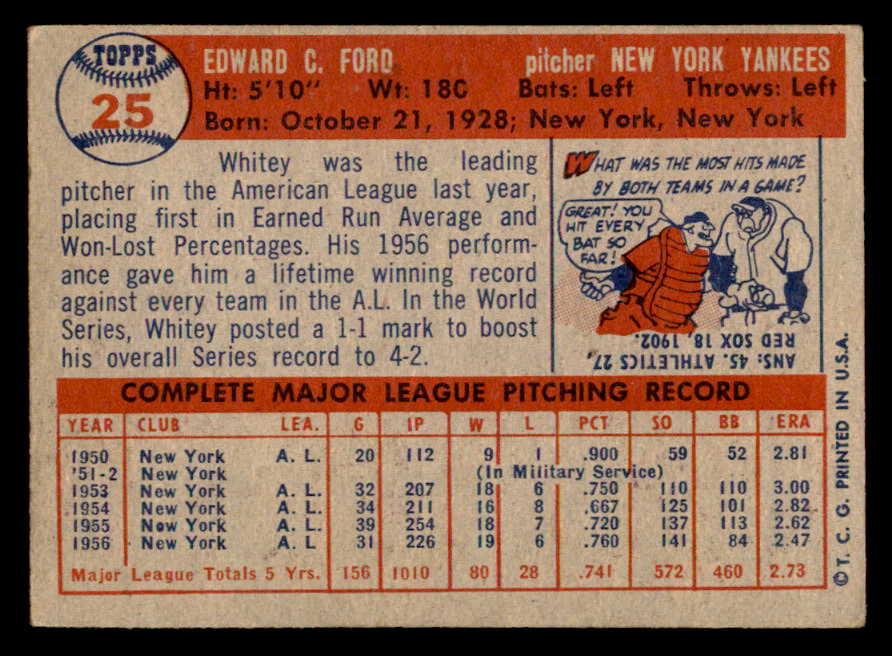 TOPPS
25
EDWARD C. FORD pitcher NEW YORK YANKEES
Ht: 5'10" Wt: 180 Bats: Left Throws: Left
Born: October 21, 1928; New York, New York
Whitey was the leading
pitcher in the American League last year,
placing first in Earned Run Average and
Won-Lost Percentages. His 1956 perform-
ance gave him a lifetime winning record
against every team in the A.L. In the World
Series, Whitey posted a 1-1 mark to boost
his overall Series record to 4-2.
WHAT WAS THE MOST HITS MADE
BY BOTH TEAMS IN A GAME?
GREAT! YOU
HIT EVERY
BAT SO
FAR!
ANS: 45. ATHLETICS 27,
RED SOX 18, 1902.
COMPLETE MAJOR LEAGUE PITCHING RECORD
YEAR CLUB LEA. G IP W L PCT SO BB ERA
1950 New York A. L. 20 112 9 1 .900 59 52 2.81
'51-2 New York (In Military Service)
1953 New York A. L. 32 207 18 6 .750 110 110 3.00
1954 New York A. L. 34 211 16 8 .667 125 101 2.82
1955 New York A. L. 39 254 18 7 .720 137 113 2.62
1956 New York A. L 31 226 19 6 .760 141 84 2.47
Major League Totals 5 Yrs. 156 1010 80 28 .741 572 460 2.73
©T. C. G. PRINTED IN U.S.A.